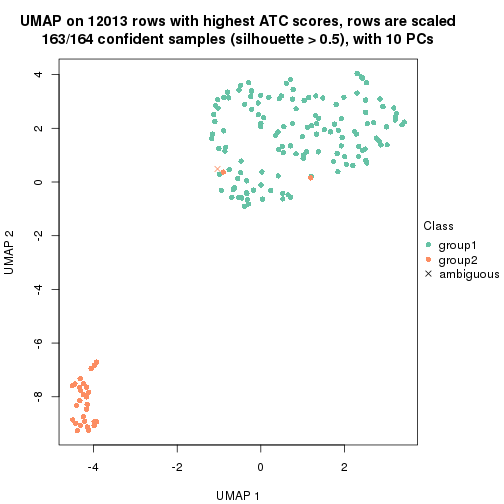 UMAP on 12013 rows with highest ATC scores, rows are scaled
163/164 confident samples (silhouette > 0.5), with 10 PCs
4
2
0
-2
-4
-6
-8
UMAP 2
-4
-2
0
2
UMAP 1
Class
group1
group2
ambiguous